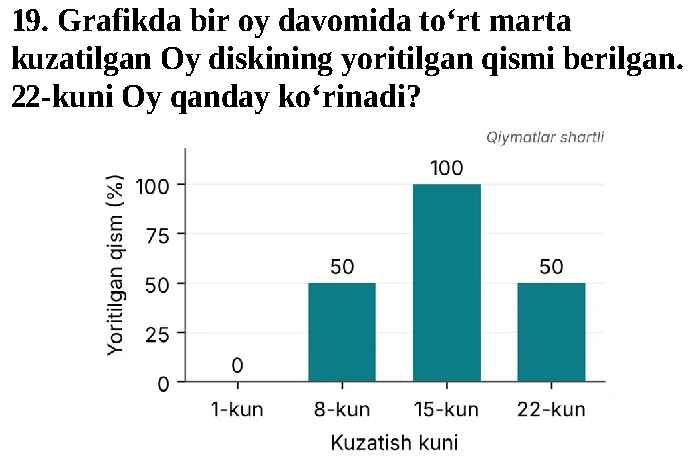 19. Grafikda bir oy davomida to‘rt marta
kuzatilgan Oy diskining yoritilgan qismi berilgan.
22-kuni Oy qanday ko‘rinadi?
Qiymatlar shartli
Yoritilgan qism (%)
100
75
50
25
0
0
50
100
50
1-kun 8-kun 15-kun 22-kun
Kuzatish kuni